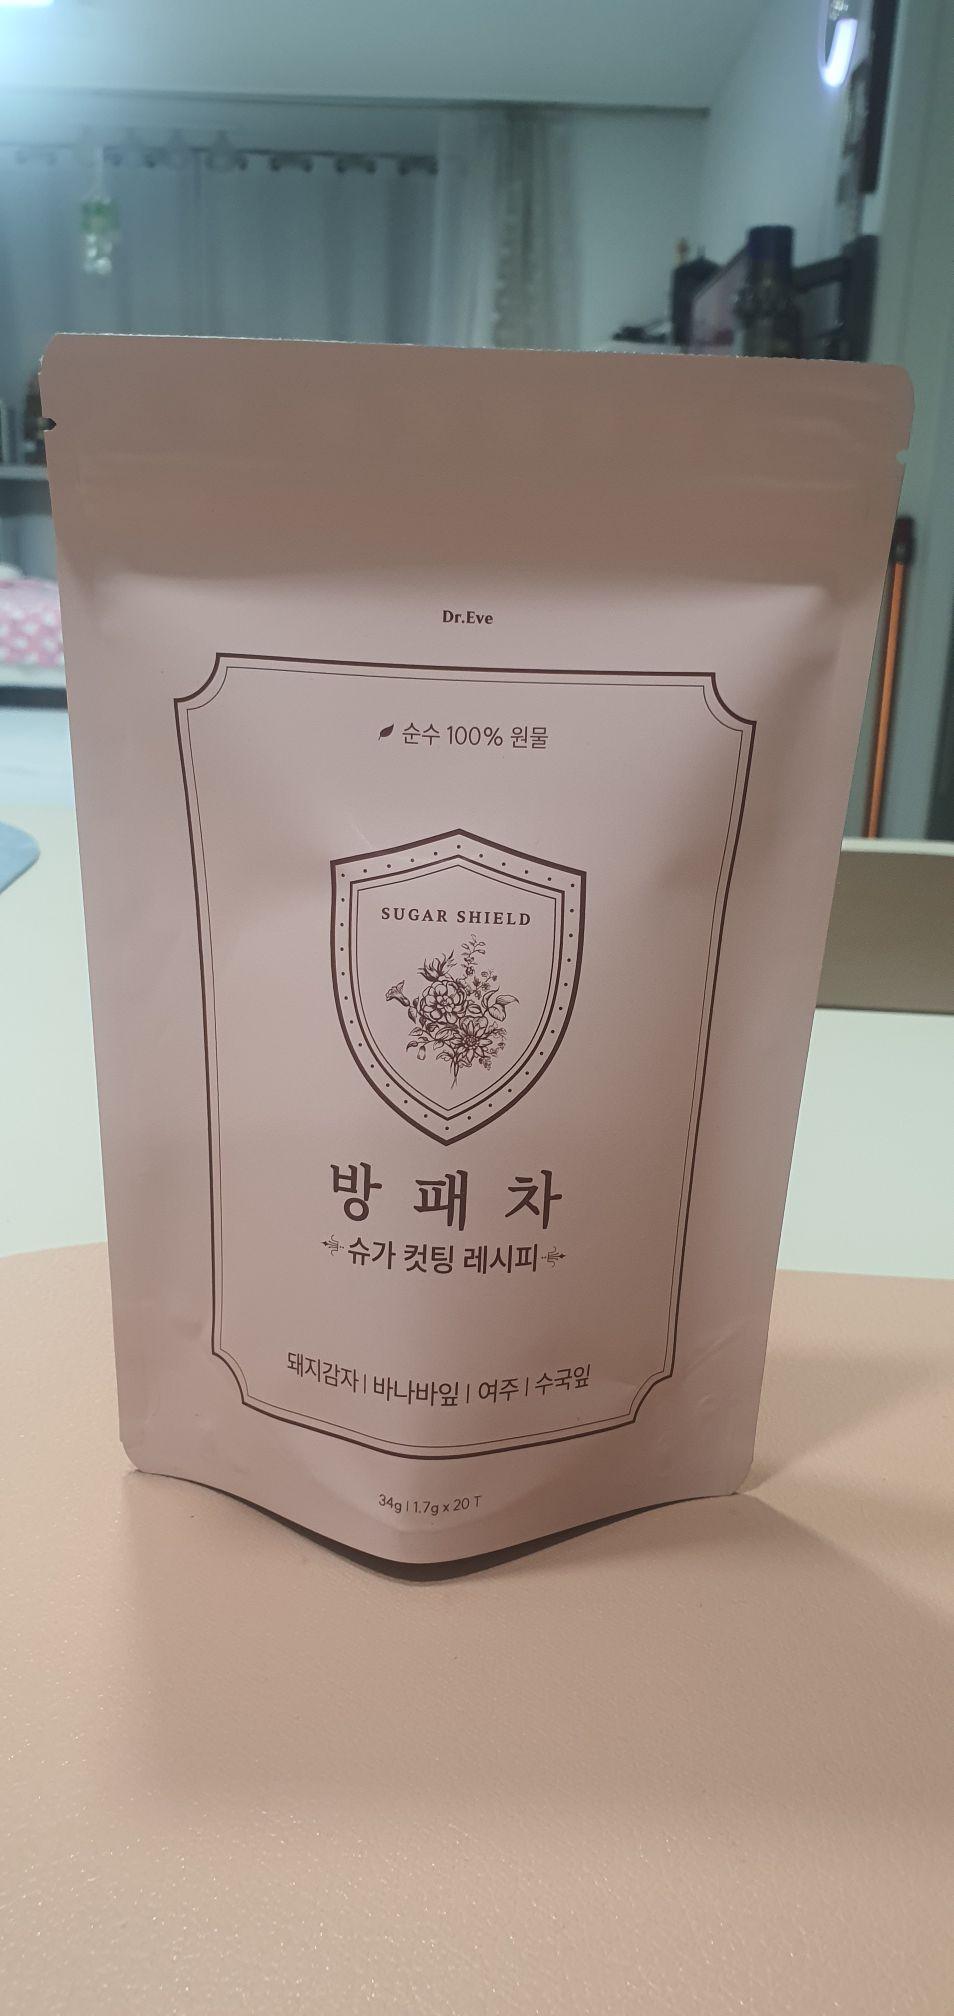 Dr.Eve
순수 100% 원물
SUGAR SHIELD
방패차
슈가 컷팅 레시피
돼지감자 | 바나바잎 | 여주 | 수국잎
34g | 1.7g x 20 T